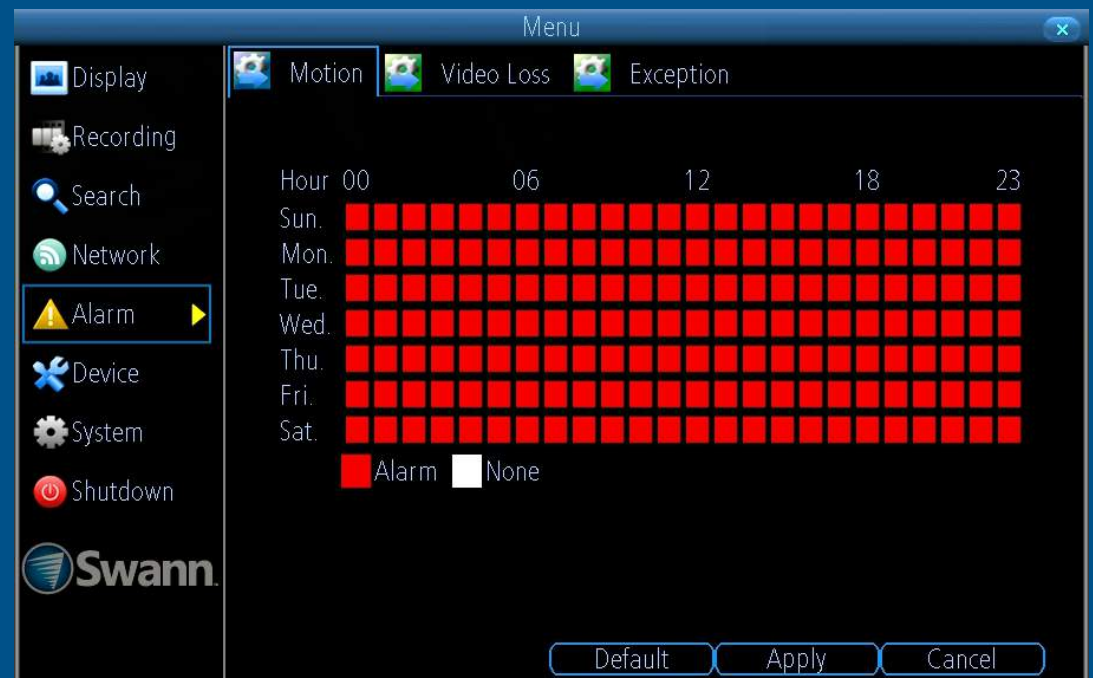 Menu
Display
Recording
Search
Network
Alarm
Device
System
Shutdown
Swann.
Motion Video Loss Exception
Hour 00 06 12 18 23
Sun.
Mon.
Tue.
Wed.
Thu.
Fri.
Sat.
Alarm None
Default Apply Cancel